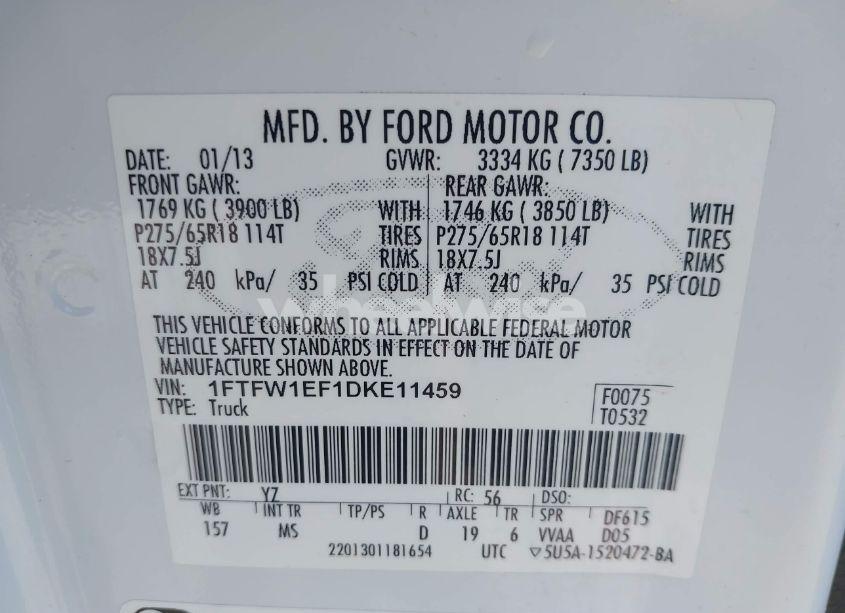 MFD. BY FORD MOTOR CO.
DATE: 01/13 GVWR: 3334 KG ( 7350 LB)
FRONT GAWR: REAR GAWR:
1769 KG ( 3900 LB) WITH 1746 KG ( 3850 LB) WITH
P275/65R18 114T TIRES P275/65R18 114T TIRES
18X7.5J RIMS 18X7.5J RIMS
AT 240 kPa/ 35 PSI COLD AT 240 kPa/ 35 PSI COLD
wheelwise
THIS VEHICLE CONFORMS TO ALL APPLICABLE FEDERAL MOTOR
VEHICLE SAFETY STANDARDS IN EFFECT ON THE DATE OF
MANUFACTURE SHOWN ABOVE.
VIN: 1FTFW1EF1DKE11459 F0075
TYPE: Truck T0532
EXT PNT: YZ RC: 56 DSO:
WB INT TR TP/PS R AXLE TR SPR DF615
157 MS D 19 6 VVAA D05
2201301181654 UTC ▽5U5A-1520472-BA